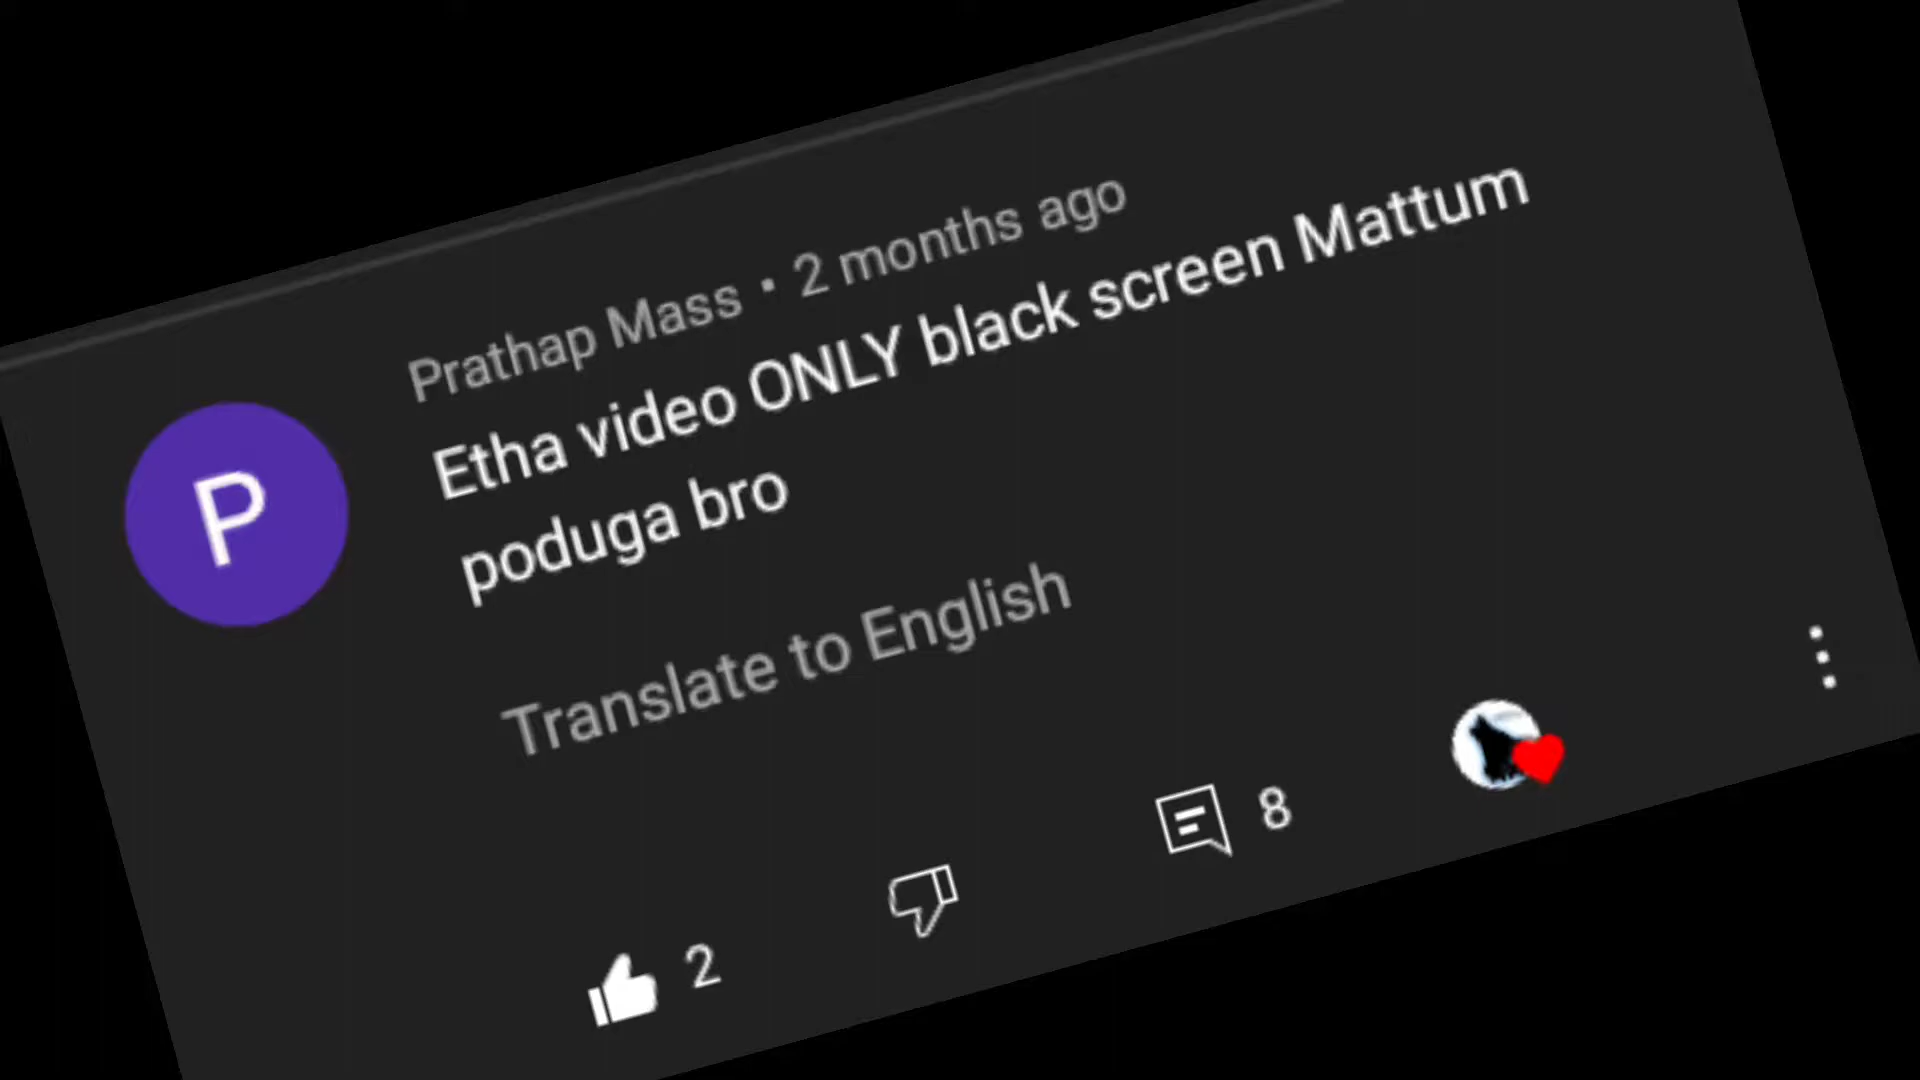 Prathap Mass • 2 months ago
P
Etha video ONLY black screen Mattum
poduga bro
Translate to English
2
8